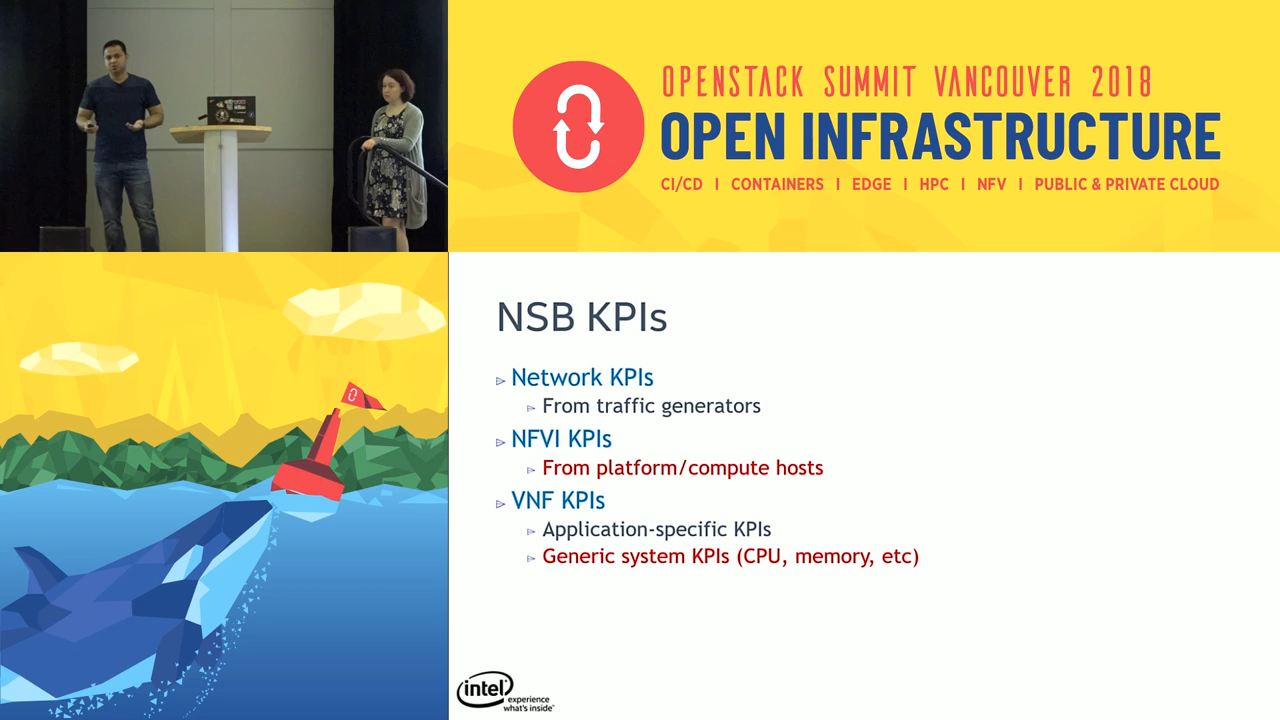 OPENSTACK SUMMIT VANCOUVER 2018
OPEN INFRASTRUCTURE
CI/CD | CONTAINERS | EDGE | HPC | NFV | PUBLIC & PRIVATE CLOUD
NSB KPIs
Network KPIs
From traffic generators
NFVI KPIs
From platform/compute hosts
VNF KPIs
Application-specific KPIs
Generic system KPIs (CPU, memory, etc)
intel
experience
what's inside™